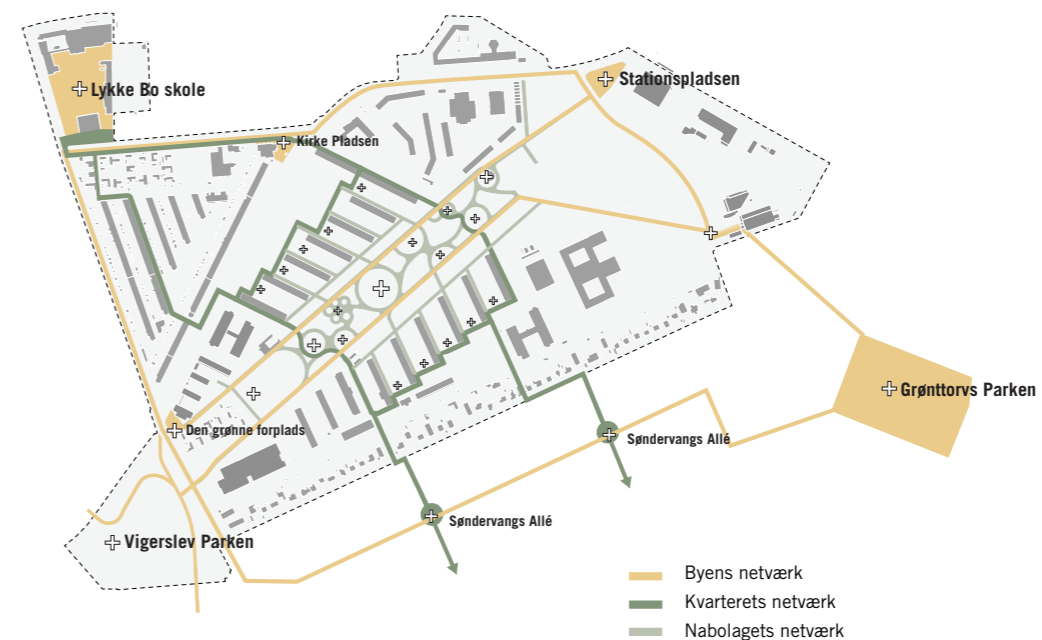 Stationspladsen
Lykke Bo skole
Kirke Pladsen
Grønttorvs Parken
Den grønne forplads
Søndervangs Allé
Søndervangs Allé
Vigerslev Parken
Byens netværk
Kvarterets netværk
Nabolagets netværk